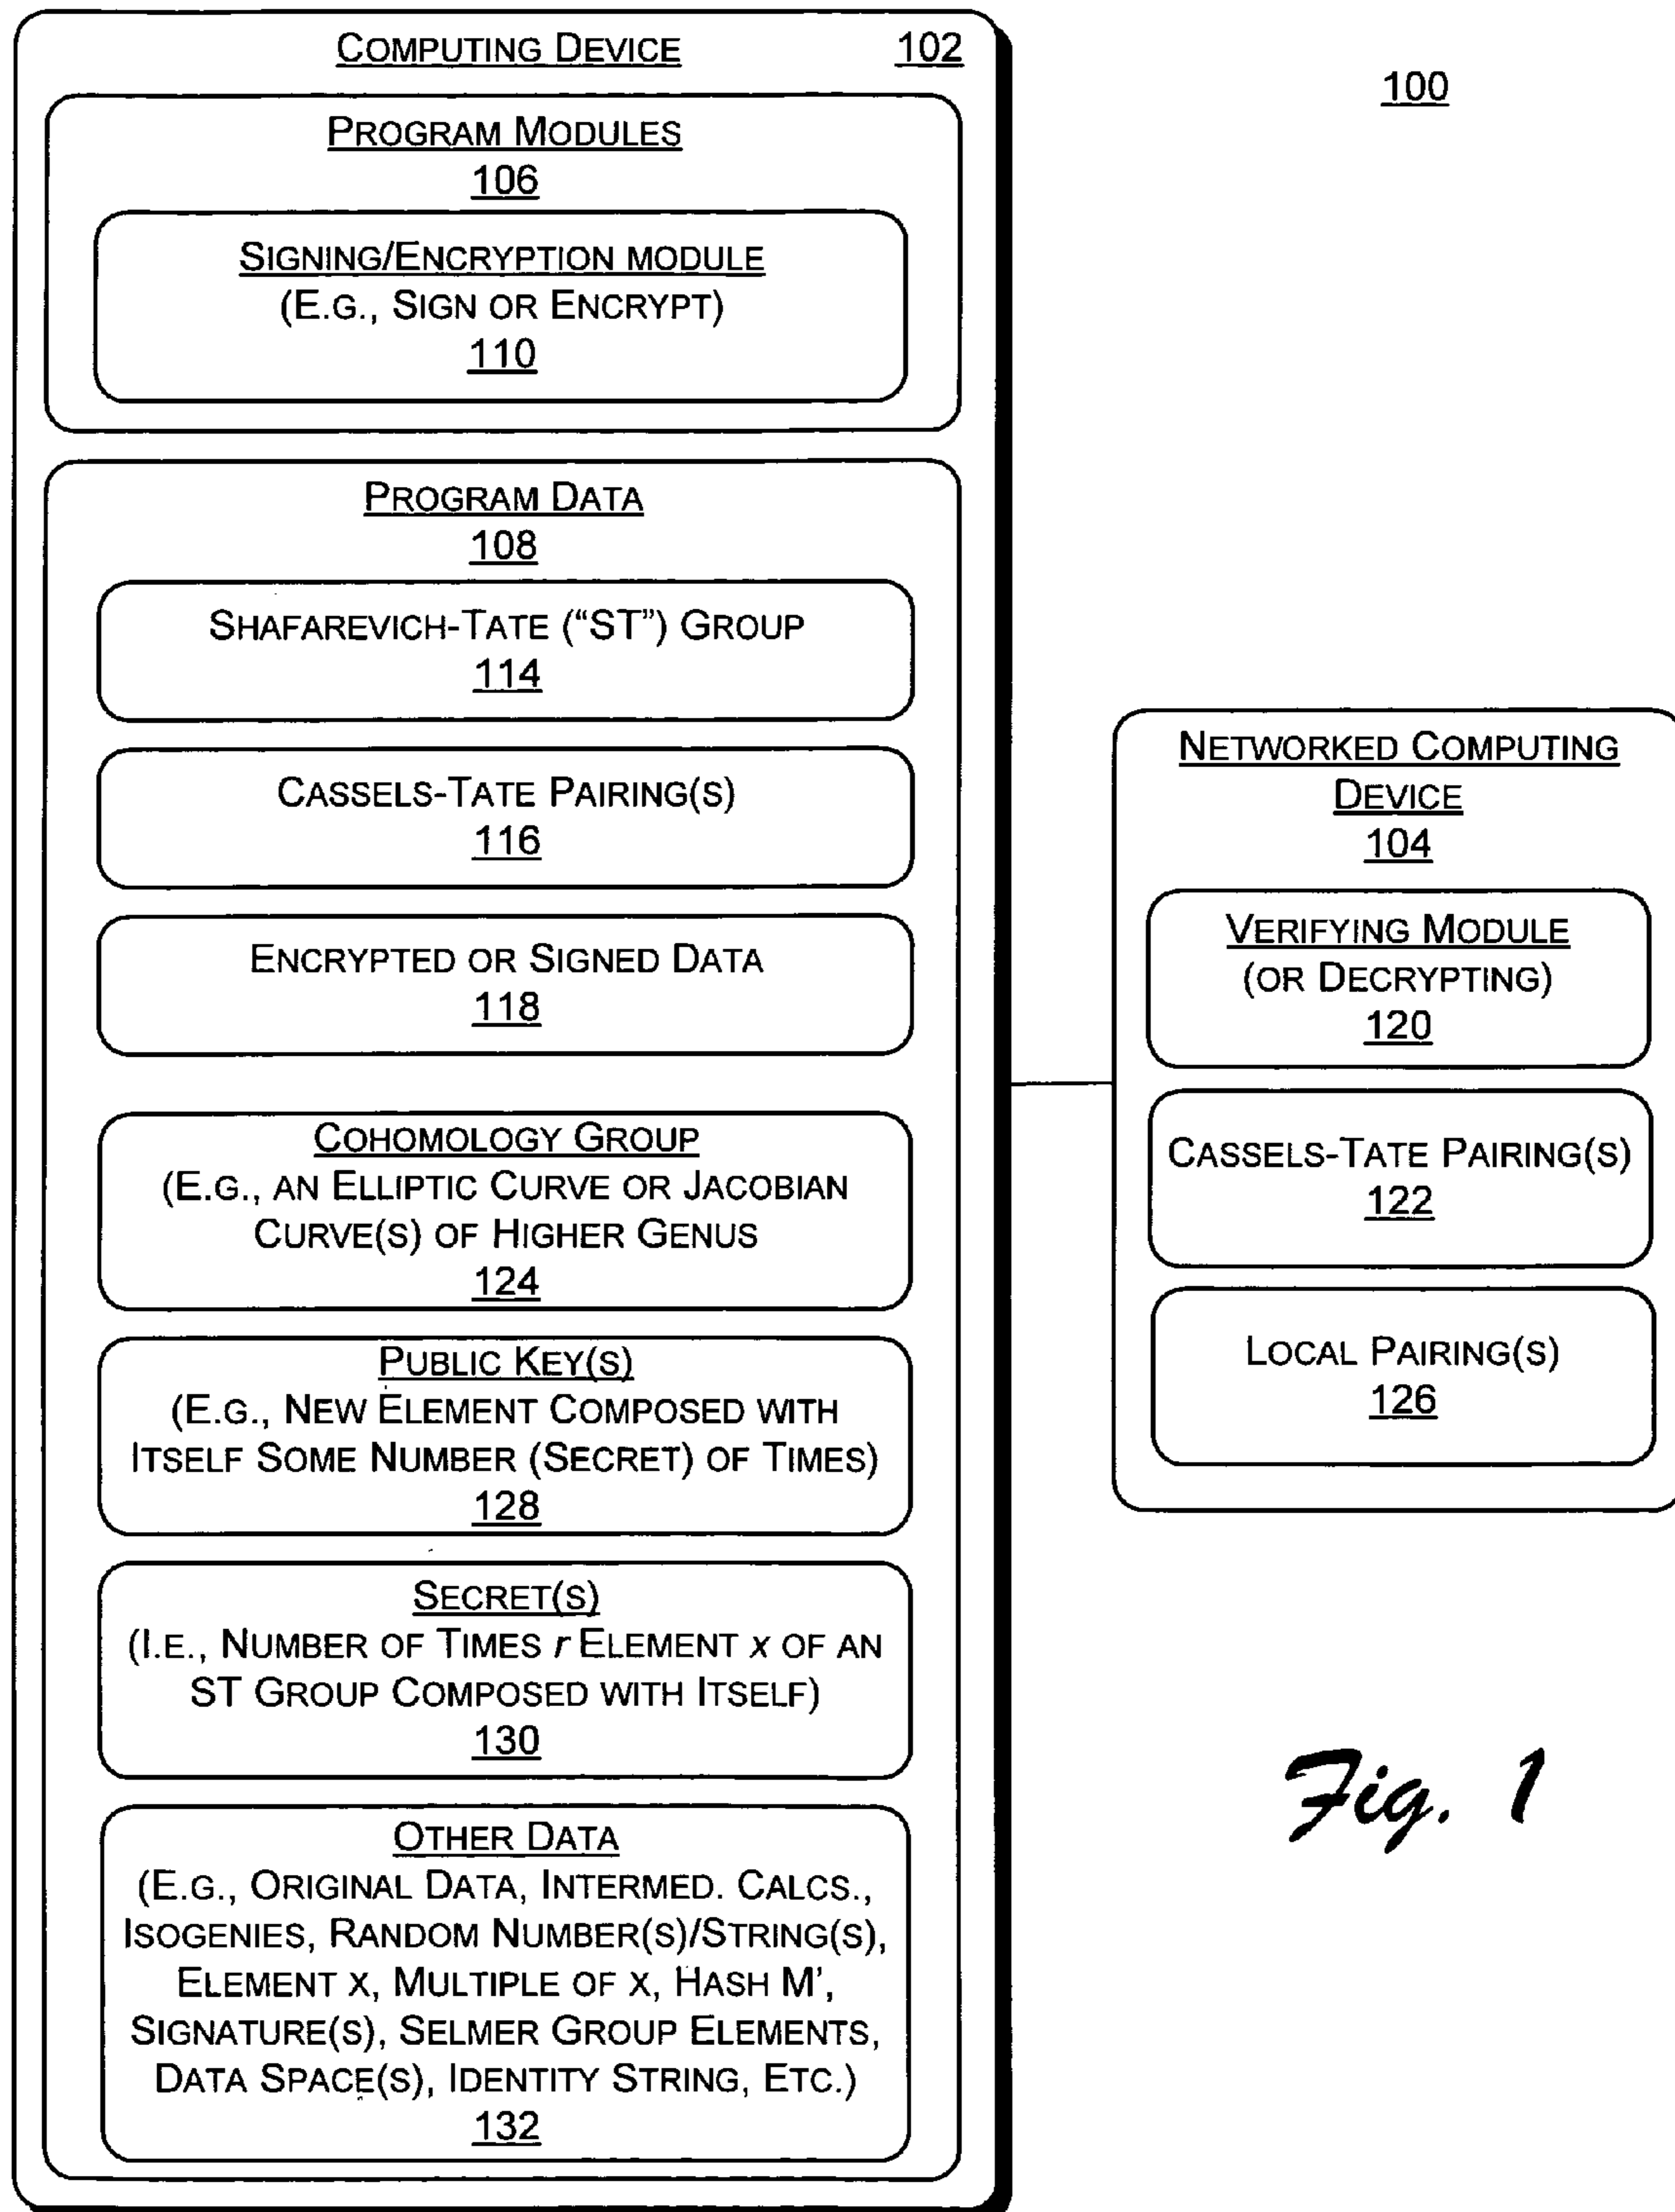 COMPUTING DEVICE 102
100
PROGRAM MODULES
106
SIGNING/ENCRYPTION MODULE
(E.G., SIGN OR ENCRYPT)
110
PROGRAM DATA
108
SHAFAREVICH-TATE ("ST") GROUP
114
CASSELS-TATE PAIRING(S)
116
ENCRYPTED OR SIGNED DATA
118
COHOMOLOGY GROUP
(E.G., AN ELLIPTIC CURVE OR JACOBIAN
CURVE(S) OF HIGHER GENUS
124
PUBLIC KEY(S)
(E.G., NEW ELEMENT COMPOSED WITH
ITSELF SOME NUMBER (SECRET) OF TIMES)
128
SECRET(S)
(I.E., NUMBER OF TIMES r ELEMENT x OF AN
ST GROUP COMPOSED WITH ITSELF)
130
OTHER DATA
(E.G., ORIGINAL DATA, INTERMED. CALCS.,
ISOGENIES, RANDOM NUMBER(S)/STRING(S),
ELEMENT X, MULTIPLE OF X, HASH M',
SIGNATURE(S), SELMER GROUP ELEMENTS,
DATA SPACE(S), IDENTITY STRING, ETC.)
132
NETWORKED COMPUTING
DEVICE
104
VERIFYING MODULE
(OR DECRYPTING)
120
CASSELS-TATE PAIRING(S)
122
LOCAL PAIRING(S)
126
Fig. 1